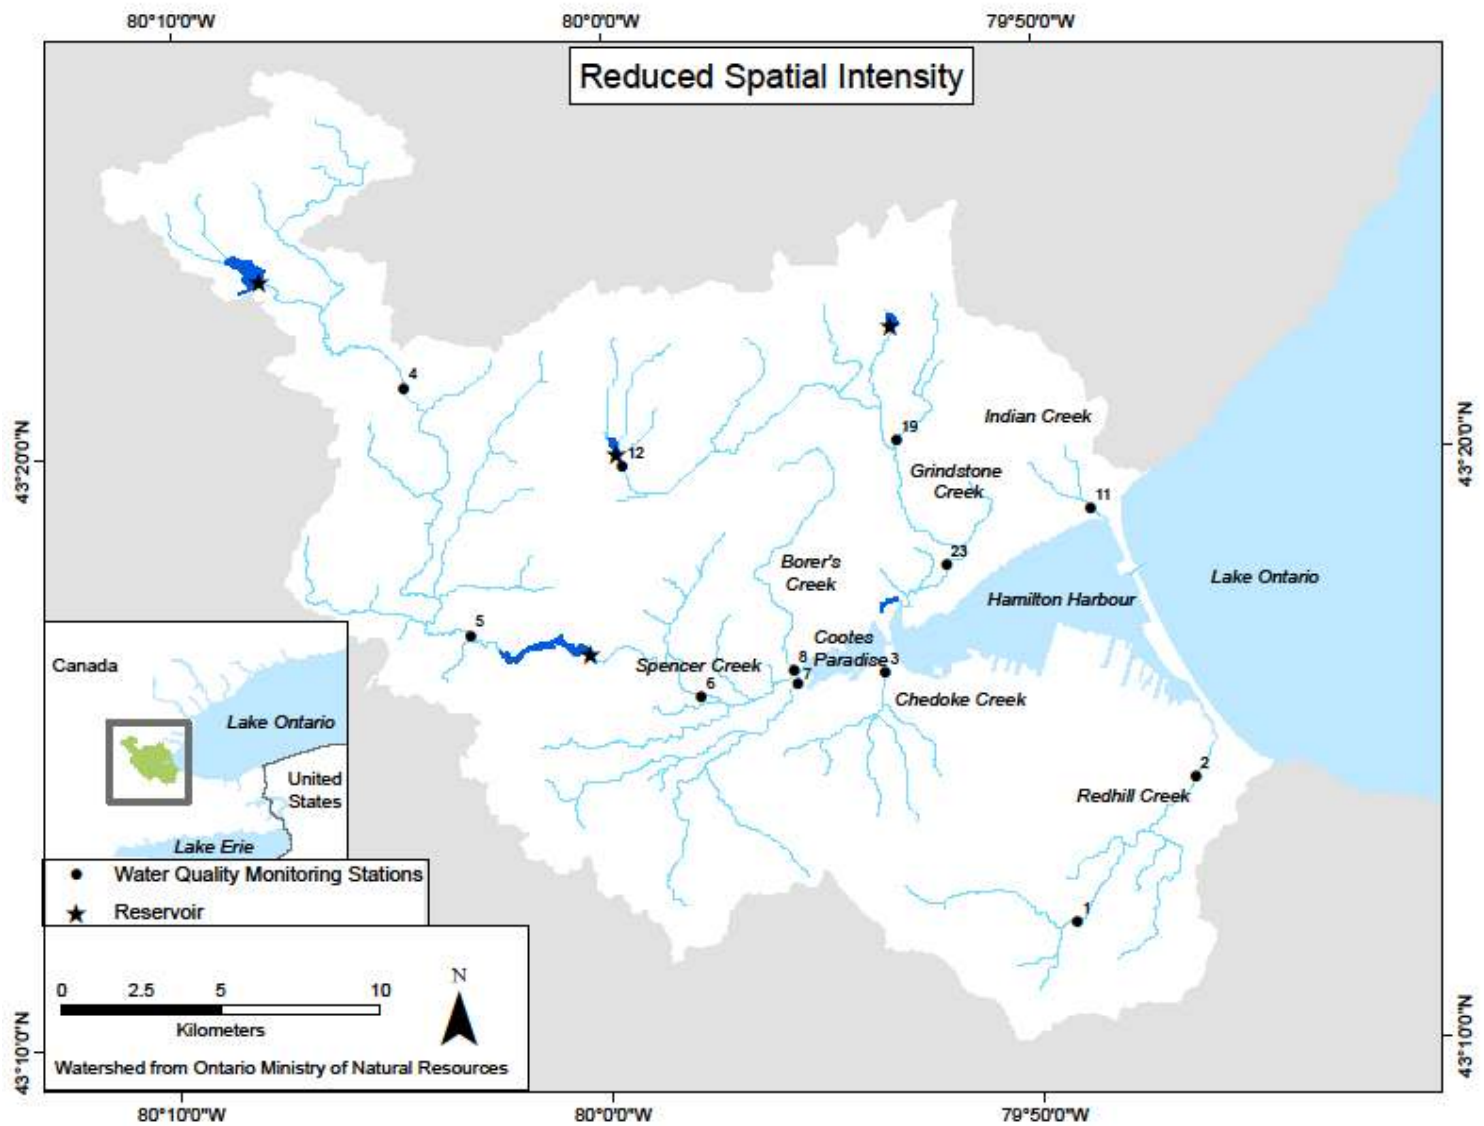 80°10'0"W 80°0'0"W 79°50'0"W
Reduced Spatial Intensity
4
19
Indian Creek
12
43°20'0"N
43°20'0"N
Grindstone
Creek
11
23
Borer's
Creek
Lake Ontario
Hamilton Harbour
5
Cootes
Paradise
3
8
7
Spencer Creek
6
Chedoke Creek
2
Redhill Creek
1
Canada
Lake Ontario
United
States
Lake Erie
Water Quality Monitoring Stations
Reservoir
0 2.5 5 10
Kilometers
N
Watershed from Ontario Ministry of Natural Resources
43°10'0"N
43°10'0"N
80°10'0"W 80°0'0"W 79°50'0"W